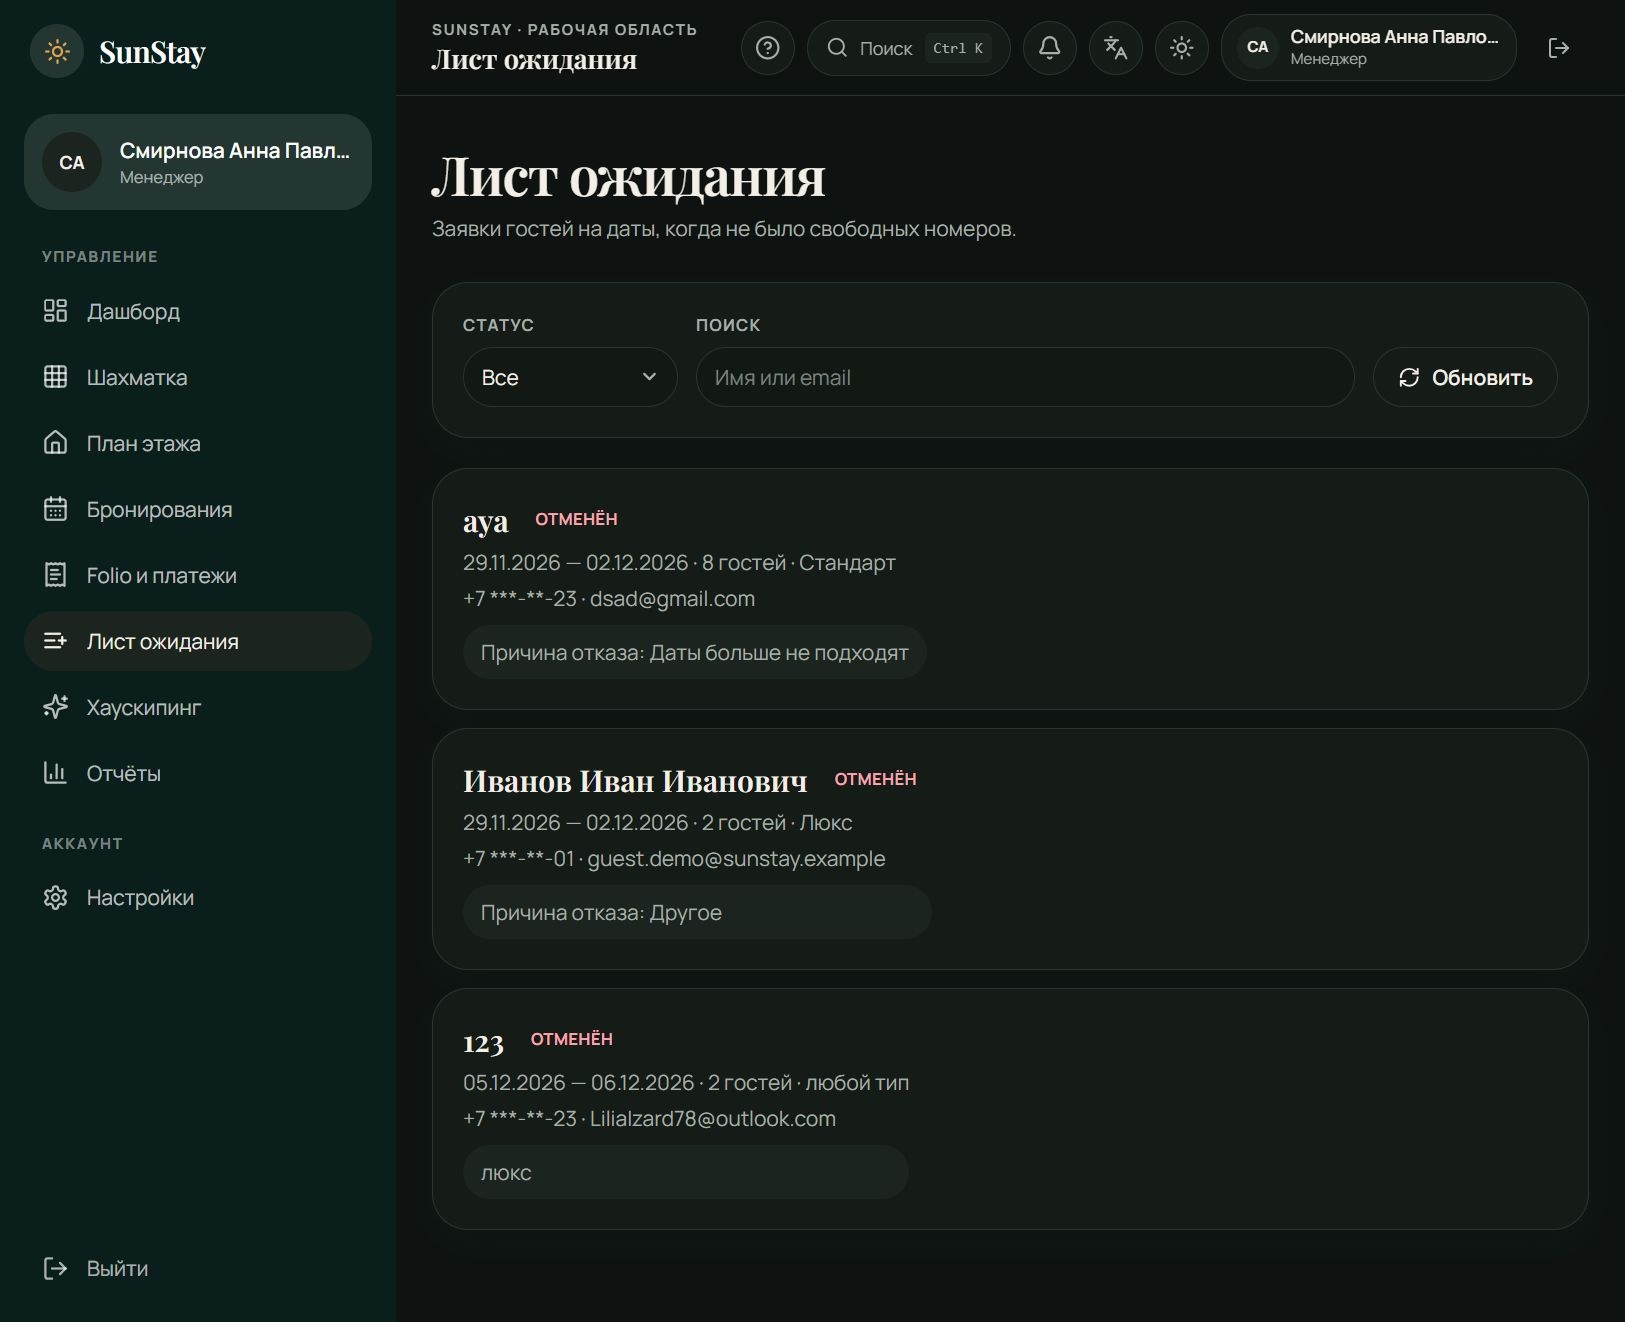 SunStay
СА
Смирнова Анна Павл...
Менеджер
УПРАВЛЕНИЕ
Дашборд
Шахматка
План этажа
Бронирования
Folio и платежи
Лист ожидания
Хаускипинг
Отчёты
АККАУНТ
Настройки
Выйти
SUNSTAY · РАБОЧАЯ ОБЛАСТЬ
Лист ожидания
Поиск Ctrl K
СА
Смирнова Анна Павло...
Менеджер
Лист ожидания
Заявки гостей на даты, когда не было свободных номеров.
СТАТУС
Все
ПОИСК
Имя или email
Обновить
aya ОТМЕНЁН
29.11.2026 — 02.12.2026 · 8 гостей · Стандарт
+7 ***-**-23 · dsad@gmail.com
Причина отказа: Даты больше не подходят
Иванов Иван Иванович ОТМЕНЁН
29.11.2026 — 02.12.2026 · 2 гостей · Люкс
+7 ***-**-01 · guest.demo@sunstay.example
Причина отказа: Другое
123 ОТМЕНЁН
05.12.2026 — 06.12.2026 · 2 гостей · любой тип
+7 ***-**-23 · Lilialzard78@outlook.com
люкс